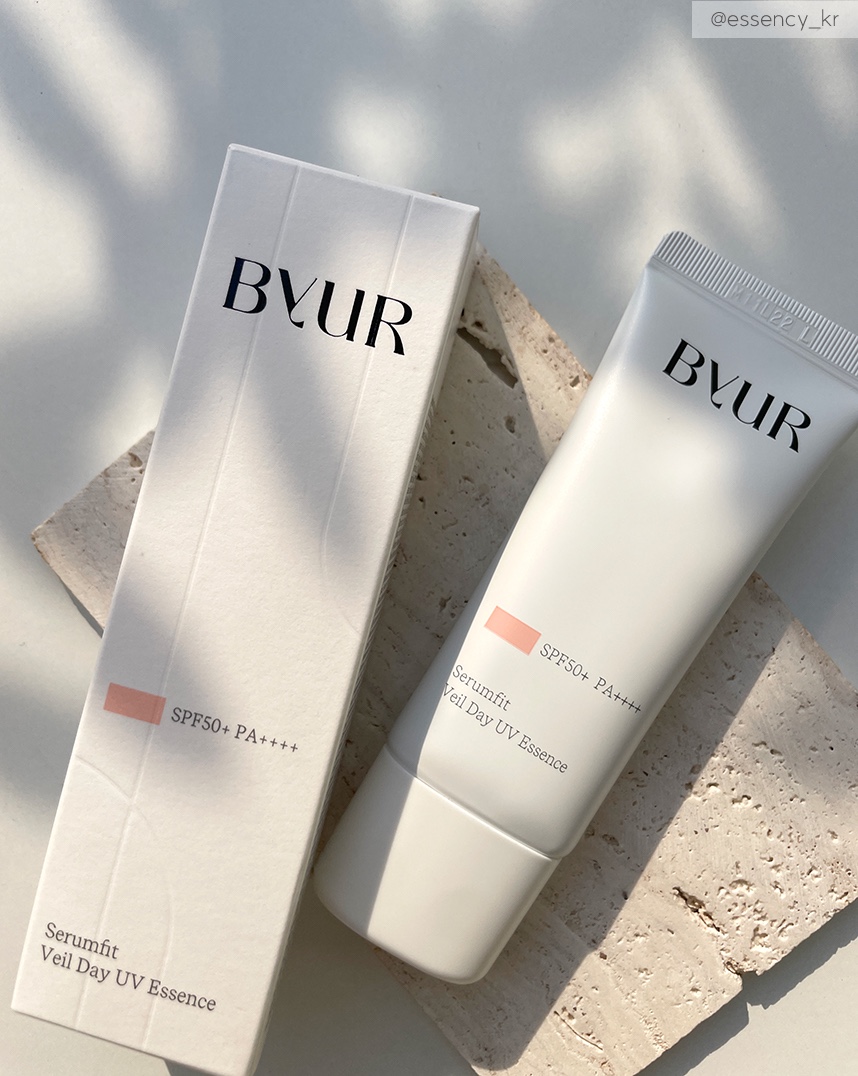 @essency_kr
BYUR
SPF50+ PA++++
Serumfit
Veil Day UV Essence
BYUR
SPF50+ PA++++
Serumfit
Veil Day UV Essence